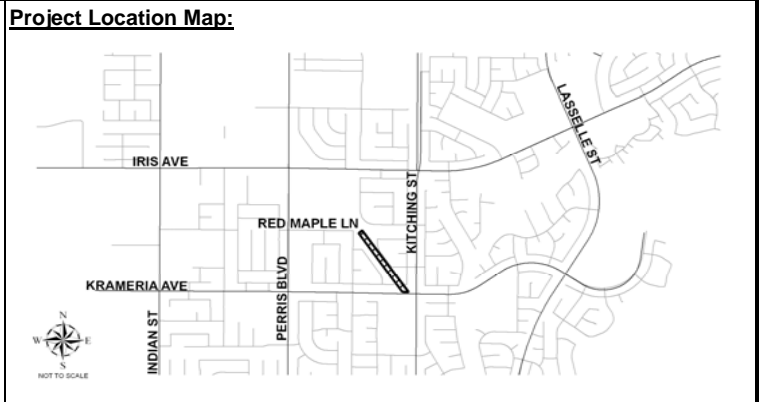 Project Location Map:
LASSELLE ST
IRIS AVE
KITCHING ST
RED MAPLE LN
PERRIS BLVD
KRAMERIA AVE
INDIAN ST
N
W
E
S
NOT TO SCALE